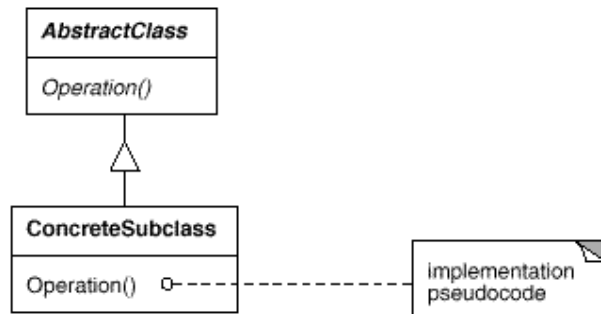 AbstractClass
Operation()
ConcreteSubclass
Operation()
implementation
pseudocode